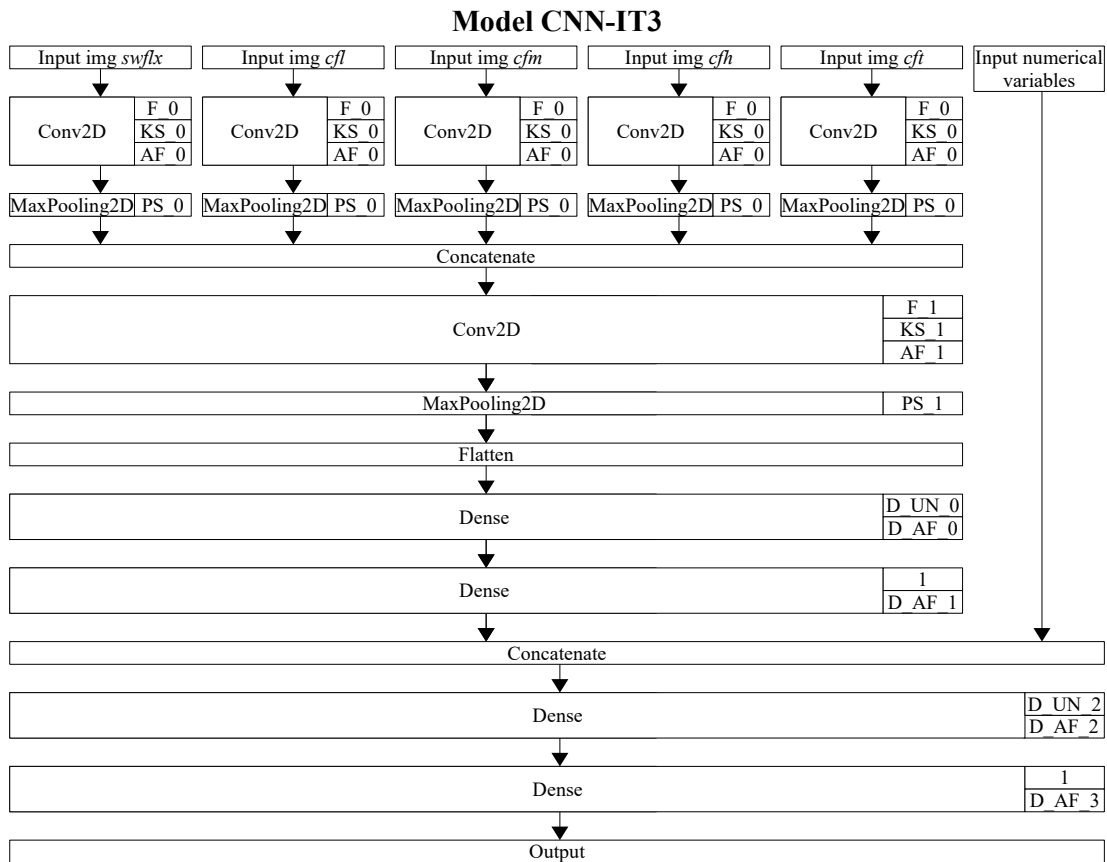 Model CNN-IT3
Input img swflx
Input img cfl
Input img cfm
Input img cfh
Input img cft
Input numerical
variables
Conv2D
F_0
KS_0
AF_0
Conv2D
F_0
KS_0
AF_0
Conv2D
F_0
KS_0
AF_0
Conv2D
F_0
KS_0
AF_0
Conv2D
F_0
KS_0
AF_0
MaxPooling2D PS_0
MaxPooling2D PS_0
MaxPooling2D PS_0
MaxPooling2D PS_0
MaxPooling2D PS_0
Concatenate
Conv2D
F_1
KS_1
AF_1
MaxPooling2D PS_1
Flatten
Dense
D_UN_0
D_AF_0
Dense
1
D_AF_1
Concatenate
Dense
D_UN_2
D_AF_2
Dense
1
D_AF_3
Output